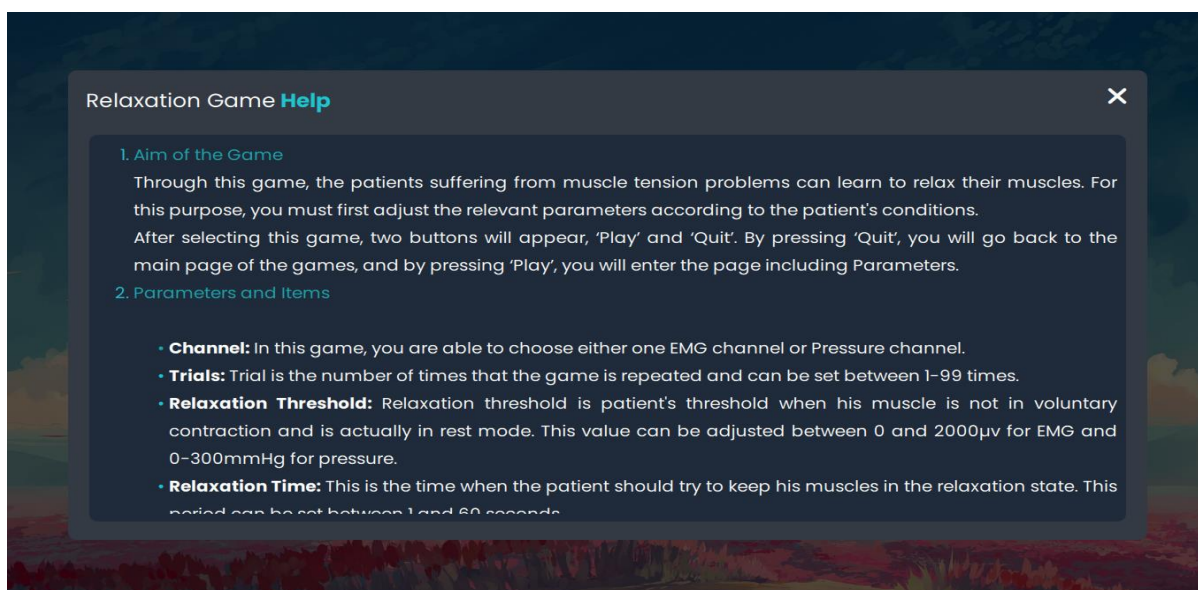 Relaxation Game Help
1. Aim of the Game
Through this game, the patients suffering from muscle tension problems can learn to relax their muscles. For
this purpose, you must first adjust the relevant parameters according to the patient's conditions.
After selecting this game, two buttons will appear, ‘Play’ and ‘Quit’. By pressing ‘Quit’, you will go back to the
main page of the games, and by pressing ‘Play’, you will enter the page including Parameters.
2. Parameters and Items
• Channel: In this game, you are able to choose either one EMG channel or Pressure channel.
• Trials: Trial is the number of times that the game is repeated and can be set between 1-99 times.
• Relaxation Threshold: Relaxation threshold is patient's threshold when his muscle is not in voluntary
contraction and is actually in rest mode. This value can be adjusted between 0 and 2000µv for EMG and
0-300mmHg for pressure.
• Relaxation Time: This is the time when the patient should try to keep his muscles in the relaxation state. This
period can be set between 1 and 60 seconds